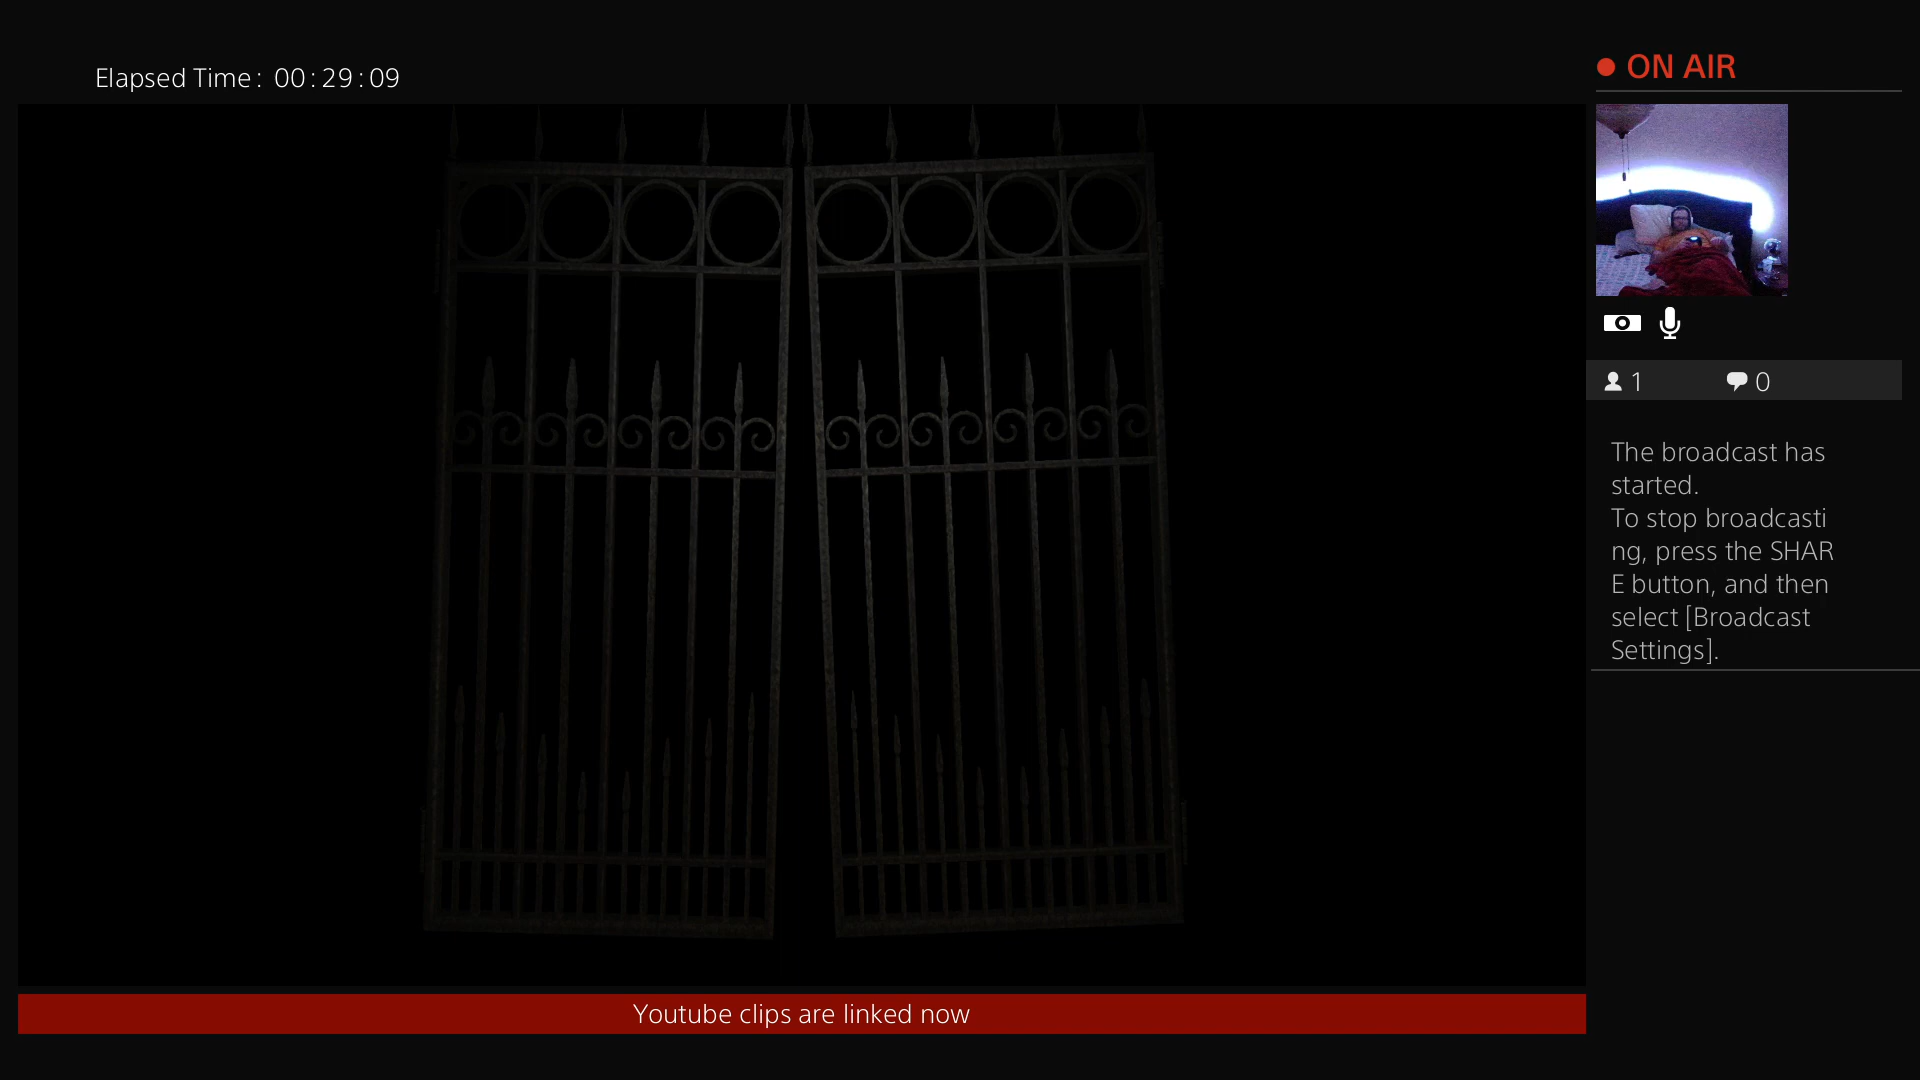 Elapsed Time: 00:29:09
ON AIR
1 0
The broadcast has
started.
To stop broadcasti
ng, press the SHAR
E button, and then
select [Broadcast
Settings].
Youtube clips are linked now